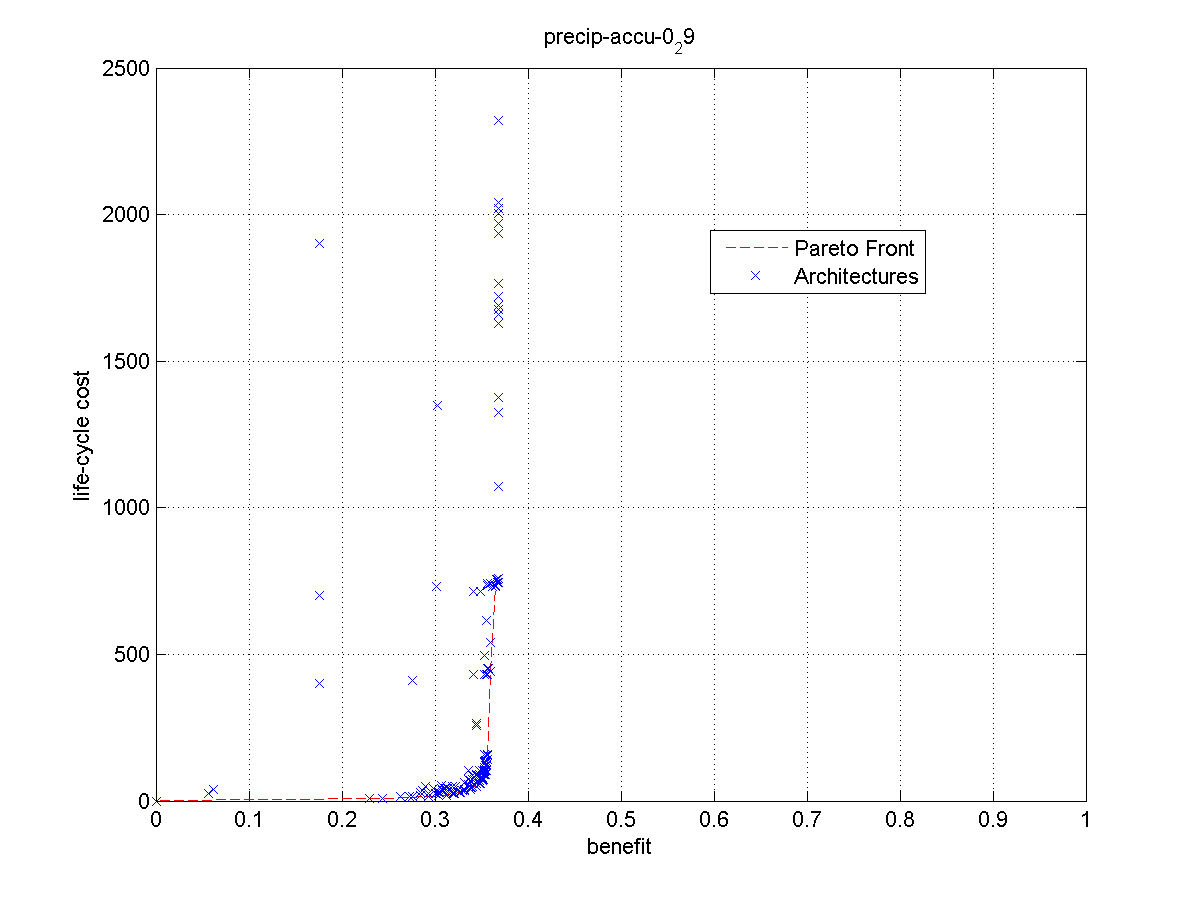 precip-accu-0₂9
2500
2000
1500
1000
500
0
life-cycle cost
Pareto Front
Architectures
0 0.1 0.2 0.3 0.4 0.5 0.6 0.7 0.8 0.9 1
benefit